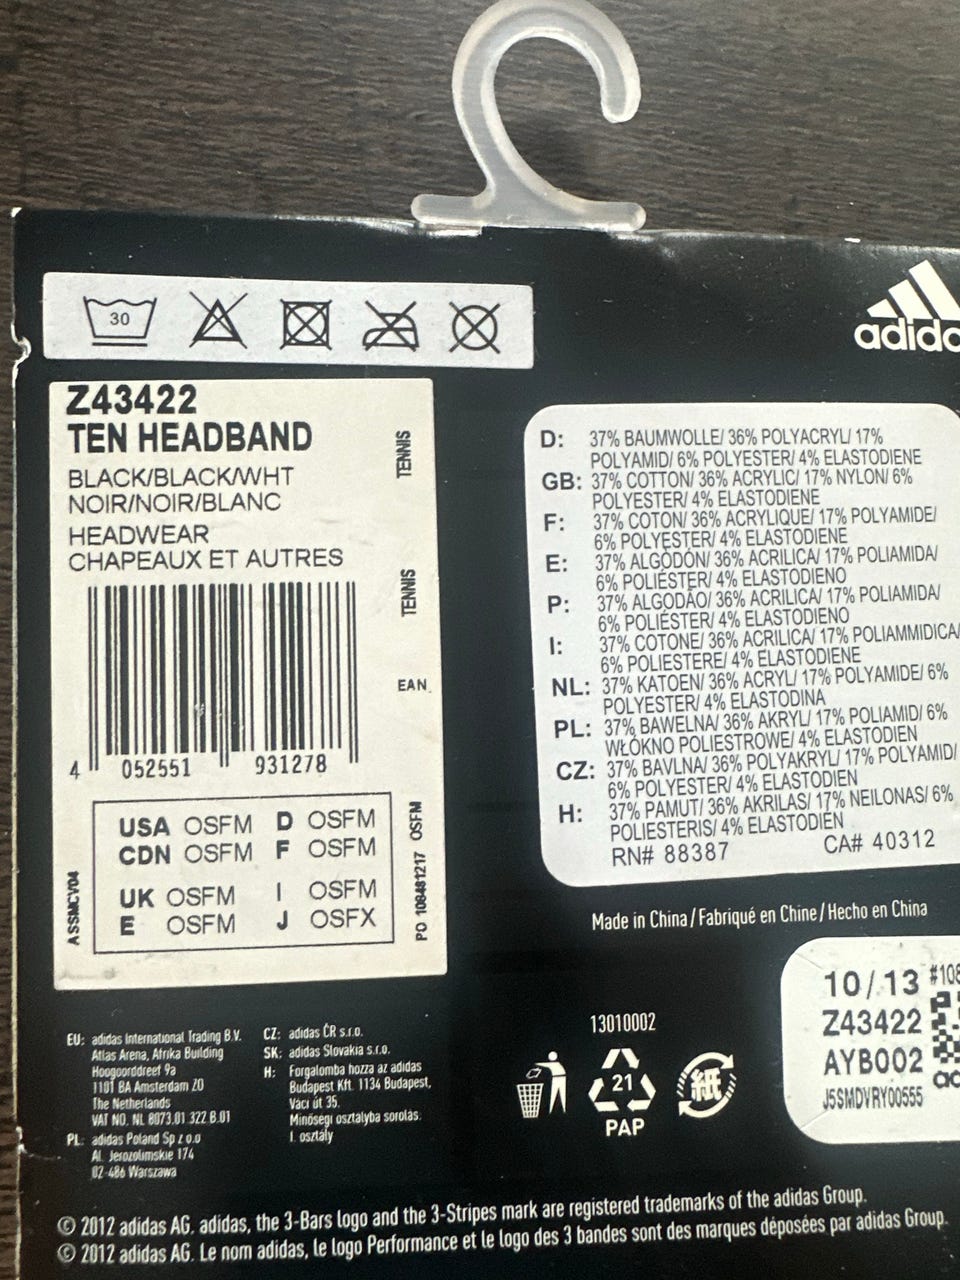 30
adidas
Z43422
TEN HEADBAND
BLACK/BLACK/WHT
NOIR/NOIR/BLANC
HEADWEAR
CHAPEAUX ET AUTRES
TENNIS
TENNIS
EAN
4 052551 931278
USA OSFM D OSFM
CDN OSFM F OSFM
UK OSFM I OSFM
E OSFM J OSFX
ASSMCV04
PO 108481217 OSFM
D: 37% BAUMWOLLE/ 36% POLYACRYL/ 17%
POLYAMID/ 6% POLYESTER/ 4% ELASTODIENE
GB: 37% COTTON/ 36% ACRYLIC/ 17% NYLON/ 6%
POLYESTER/ 4% ELASTODIENE
F: 37% COTON/ 36% ACRYLIQUE/ 17% POLYAMIDE/
6% POLYESTER/ 4% ELASTODIENE
E: 37% ALGODÓN/ 36% ACRILICA/ 17% POLIAMIDA/
6% POLIÉSTER/ 4% ELASTODIENO
P: 37% ALGODÃO/ 36% ACRILICA/ 17% POLIAMIDA/
6% POLIÉSTER/ 4% ELASTODIENO
I: 37% COTONE/ 36% ACRILICA/ 17% POLIAMMIDICA/
6% POLIESTERE/ 4% ELASTODIENE
NL: 37% KATOEN/ 36% ACRYL/ 17% POLYAMIDE/ 6%
POLYESTER/ 4% ELASTODINA
PL: 37% BAWEŁNA/ 36% AKRYL/ 17% POLIAMID/ 6%
WŁÓKNO POLIESTROWE/ 4% ELASTODIEN
CZ: 37% BAVLNA/ 36% POLYAKRYL/ 17% POLYAMID/
6% POLYESTER/ 4% ELASTODIEN
H: 37% PAMUT/ 36% AKRILAS/ 17% NEILONAS/ 6%
POLIESTERIS/ 4% ELASTODIEN
RN# 88387 CA# 40312
Made in China / Fabriqué en Chine / Hecho en China
10/.13 #108
Z43422
AYB002
J5SMDVRY00555
EU: adidas International Trading B.V.
Atlas Arena, Afrika Building
Hoogoorddreef 9a
1101 BA Amsterdam ZO
The Netherlands
VAT NO. NL 8073.01.322.B.01
PL: adidas Poland Sp z o.o
Al. Jerozolimskie 174
02-486 Warszawa
CZ: adidas ČR s.r.o.
SK: adidas Slovakia s.r.o.
H: Forgalomba hozza az adidas
Budapest Kft. 1134 Budapest,
Váci út 35.
Minőségi osztályba sorolás:
I. osztály
13010002
21
PAP
紙
© 2012 adidas AG. adidas, the 3-Bars logo and the 3-Stripes mark are registered trademarks of the adidas Group.
© 2012 adidas AG. Le nom adidas, le logo Performance et le logo des 3 bandes sont des marques déposées par adidas Group.